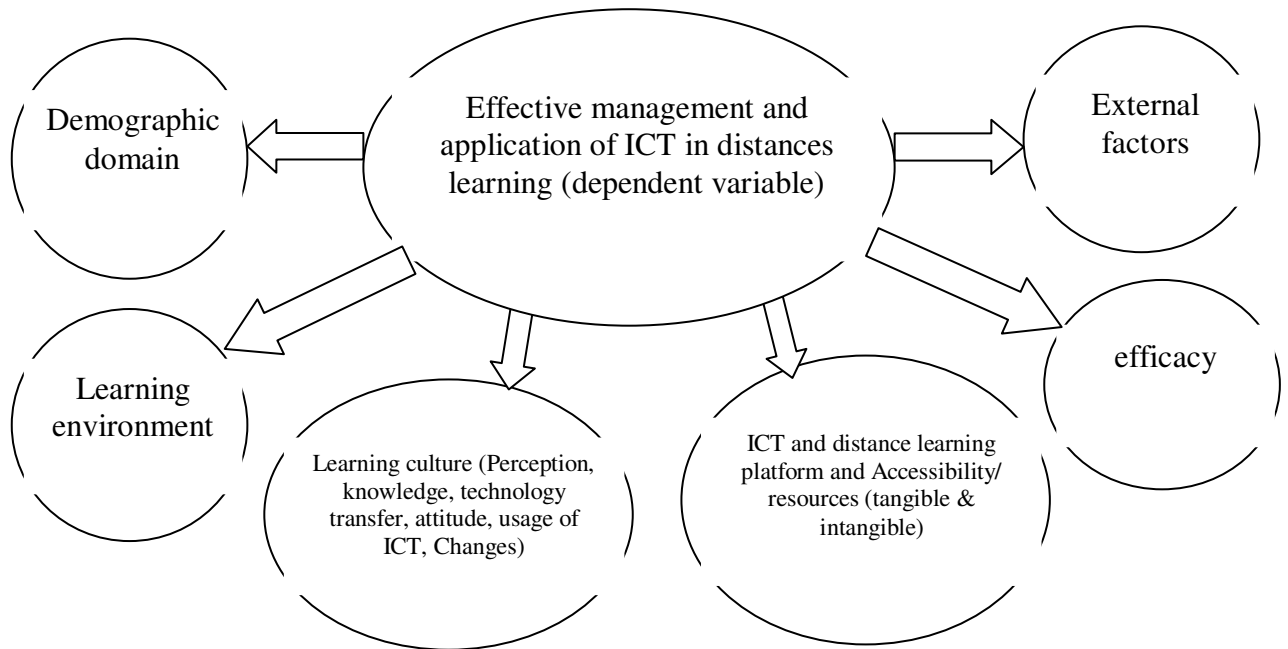 Demographic
domain
Effective management and
application of ICT in distances
learning (dependent variable)
External
factors
Learning
environment
efficacy
Learning culture (Perception,
knowledge, technology
transfer, attitude, usage of
ICT, Changes)
ICT and distance learning
platform and Accessibility/
resources (tangible &
intangible)